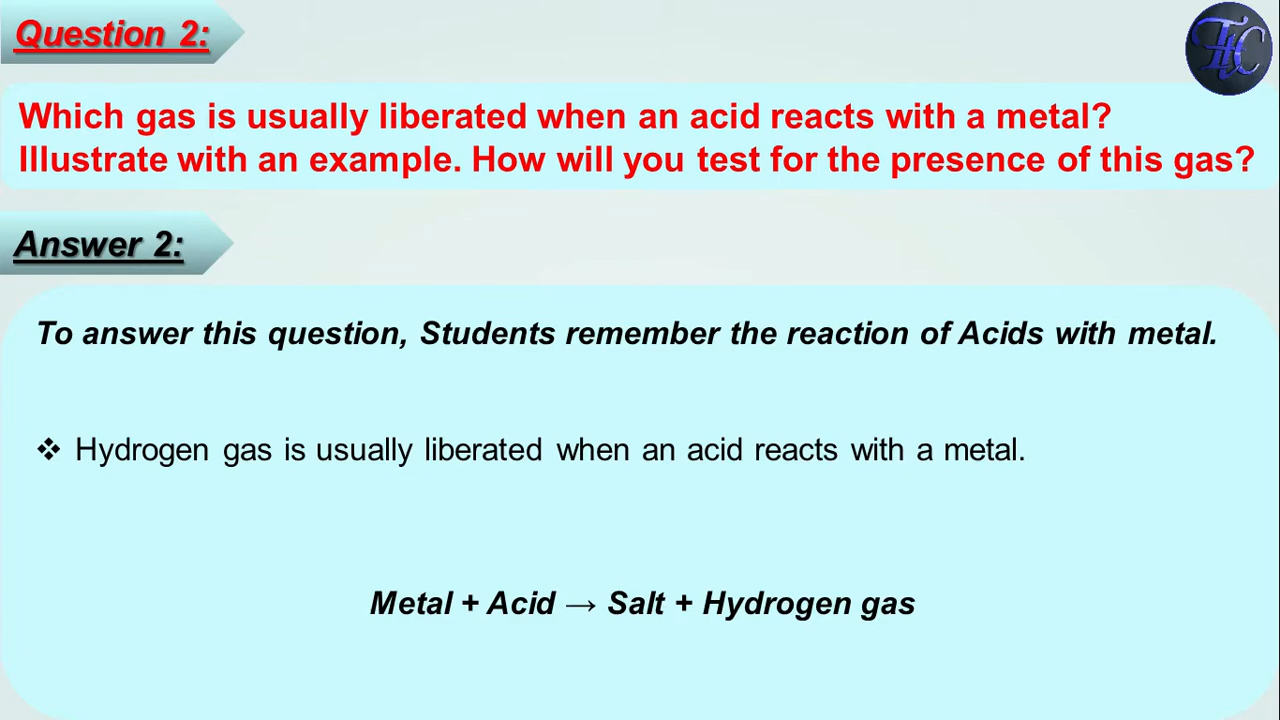 Question 2:
Which gas is usually liberated when an acid reacts with a metal?
Illustrate with an example. How will you test for the presence of this gas?
Answer 2:
To answer this question, Students remember the reaction of Acids with metal.
❖ Hydrogen gas is usually liberated when an acid reacts with a metal.
Metal + Acid → Salt + Hydrogen gas